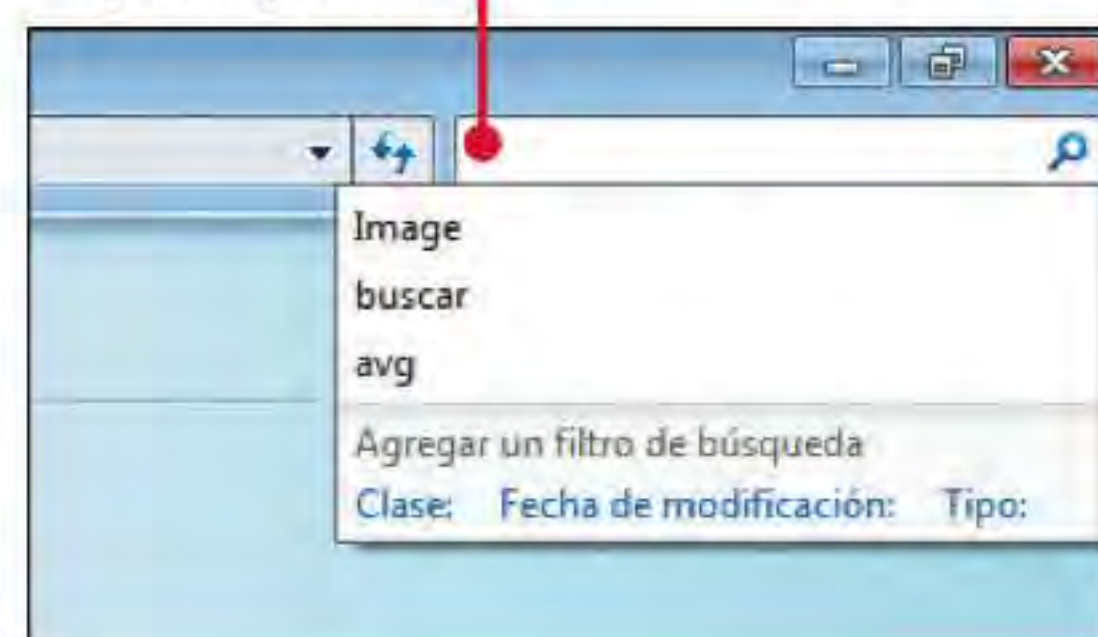 Image
buscar
avg
Agregar un filtro de búsqueda
Clase: Fecha de modificación: Tipo: